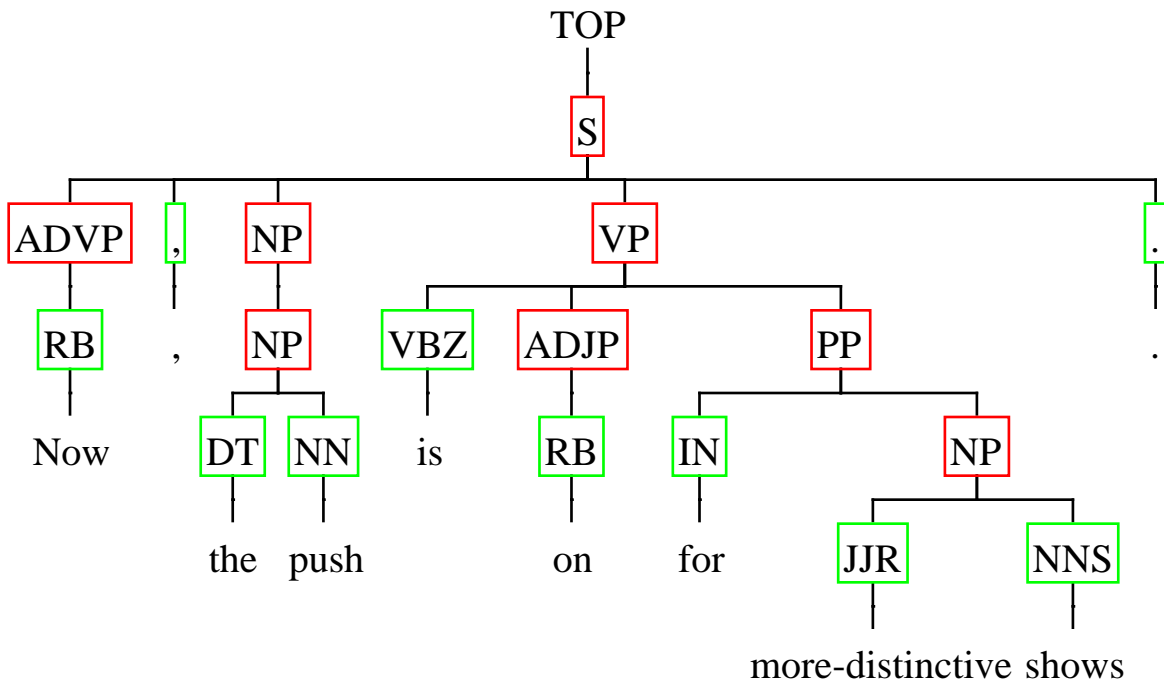 TOP
S
ADVP , NP VP .
RB , NP VBZ ADJP PP .
Now DT NN is RB IN NP
the push on for JJR NNS
more-distinctive shows